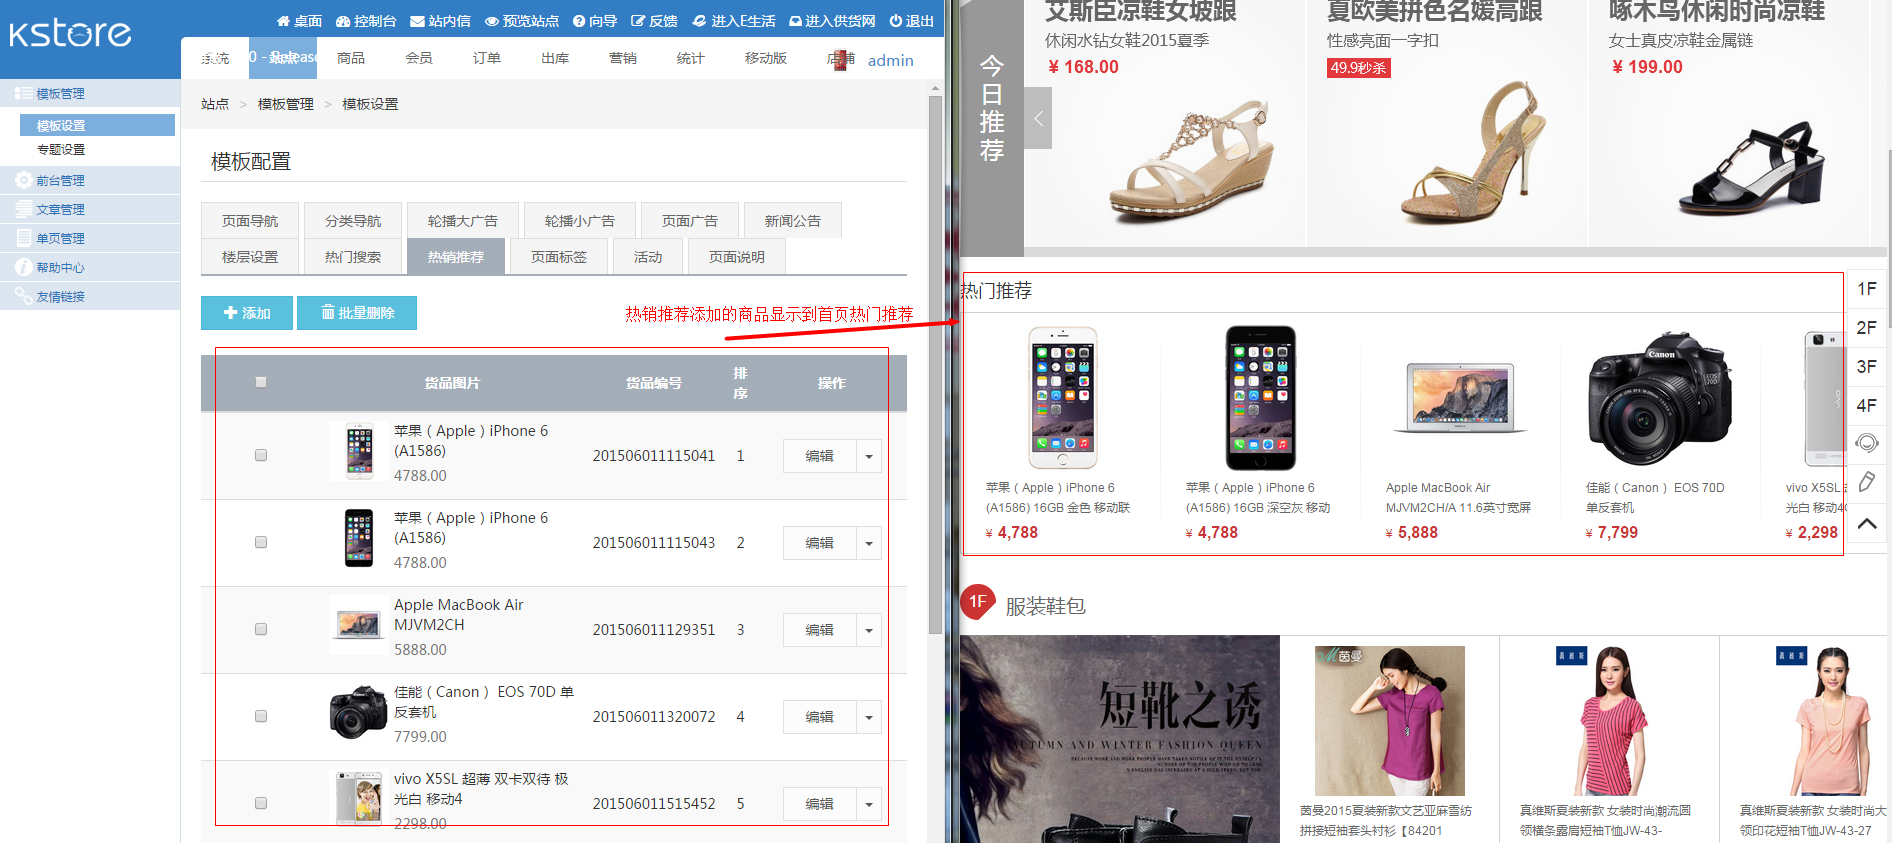 kstore
桌面 控制台 站内信 预览站点 向导 反馈 进入E生活 进入供货网 退出
系统 站点 商品 会员 订单 出库 营销 统计 移动版 店铺 admin
模板管理
模板设置
专题设置
前台管理
文章管理
单页管理
帮助中心
友情链接
站点 > 模板管理 > 模板设置
模板配置
页面导航 分类导航 轮播大广告 轮播小广告 页面广告 新闻公告
楼层设置 热门搜索 热销推荐 页面标签 活动 页面说明
添加 批量删除
热销推荐添加的商品显示到首页热门推荐
货品图片 货品编号 排序 操作
苹果（Apple）iPhone 6
(A1586)
4788.00
201506011115041 1 编辑
苹果（Apple）iPhone 6
(A1586)
4788.00
201506011115043 2 编辑
Apple MacBook Air
MJVM2CH
5888.00
201506011129351 3 编辑
佳能（Canon） EOS 70D 单
反套机
7799.00
201506011320072 4 编辑
vivo X5SL 超薄 双卡双待 极
光白 移动4
2298.00
201506011515452 5 编辑
今日推荐
艾斯臣凉鞋女坡跟
休闲水钻女鞋2015夏季
¥ 168.00
夏欧美拼色名媛高跟
性感亮面一字扣
49.9秒杀
啄木鸟休闲时尚凉鞋
女士真皮凉鞋金属链
¥ 199.00
热门推荐
苹果（Apple）iPhone 6
(A1586) 16GB 金色 移动联
¥ 4,788
苹果（Apple）iPhone 6
(A1586) 16GB 深空灰 移动
¥ 4,788
Apple MacBook Air
MJVM2CH/A 11.6英寸宽屏
¥ 5,888
佳能（Canon） EOS 70D
单反套机
¥ 7,799
vivo X5SL
光白 移动4
¥ 2,298
1F
2F
3F
4F
1F 服装鞋包
短靴之诱
AUTUMN AND WINTER FASHION QUEEN
茵曼
茵曼2015夏装新款文艺亚麻雪纺
拼接短袖套头衬衫【84201
真维斯
真维斯夏装新款 女装时尚潮流圆
领横条露肩短袖T恤JW-43-
真维斯
真维斯夏装新款 女装时尚大
领印花短袖T恤JW-43-27